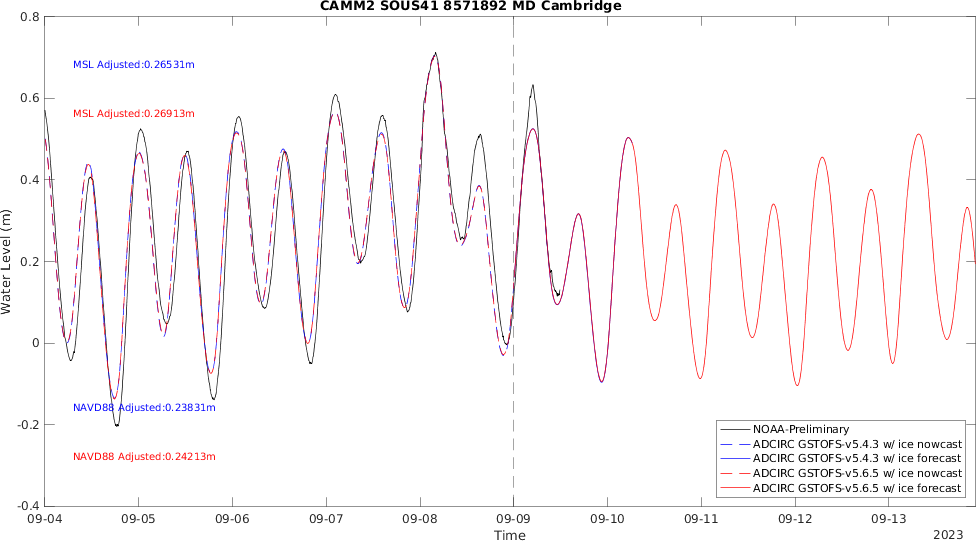 CAMM2 SOUS41 8571892 MD Cambridge
0.8
0.6
0.4
0.2
0
-0.2
-0.4
Water Level (m)
MSL Adjusted:0.26531m
MSL Adjusted:0.26913m
NAVD88 Adjusted:0.23831m
NAVD88 Adjusted:0.24213m
NOAA-Preliminary
ADCIRC GSTOFS-v5.4.3 w/ ice nowcast
ADCIRC GSTOFS-v5.4.3 w/ ice forecast
ADCIRC GSTOFS-v5.6.5 w/ ice nowcast
ADCIRC GSTOFS-v5.6.5 w/ ice forecast
09-04 09-05 09-06 09-07 09-08 09-09 09-10 09-11 09-12 09-13
Time
2023